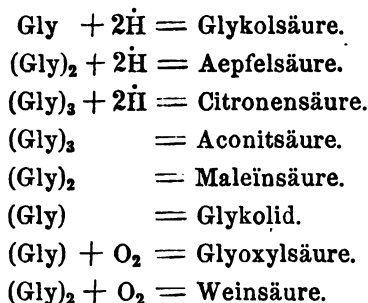 Gly + 2Ḣ = Glykolsäure.
(Gly)₂ + 2Ḣ = Aepfelsäure.
(Gly)₃ + 2Ḣ = Citronensäure.
(Gly)₃ = Aconitsäure.
(Gly)₂ = Maleïnsäure.
(Gly) = Glykolid.
(Gly) + O₂ = Glyoxylsäure.
(Gly)₂ + O₂ = Weinsäure.